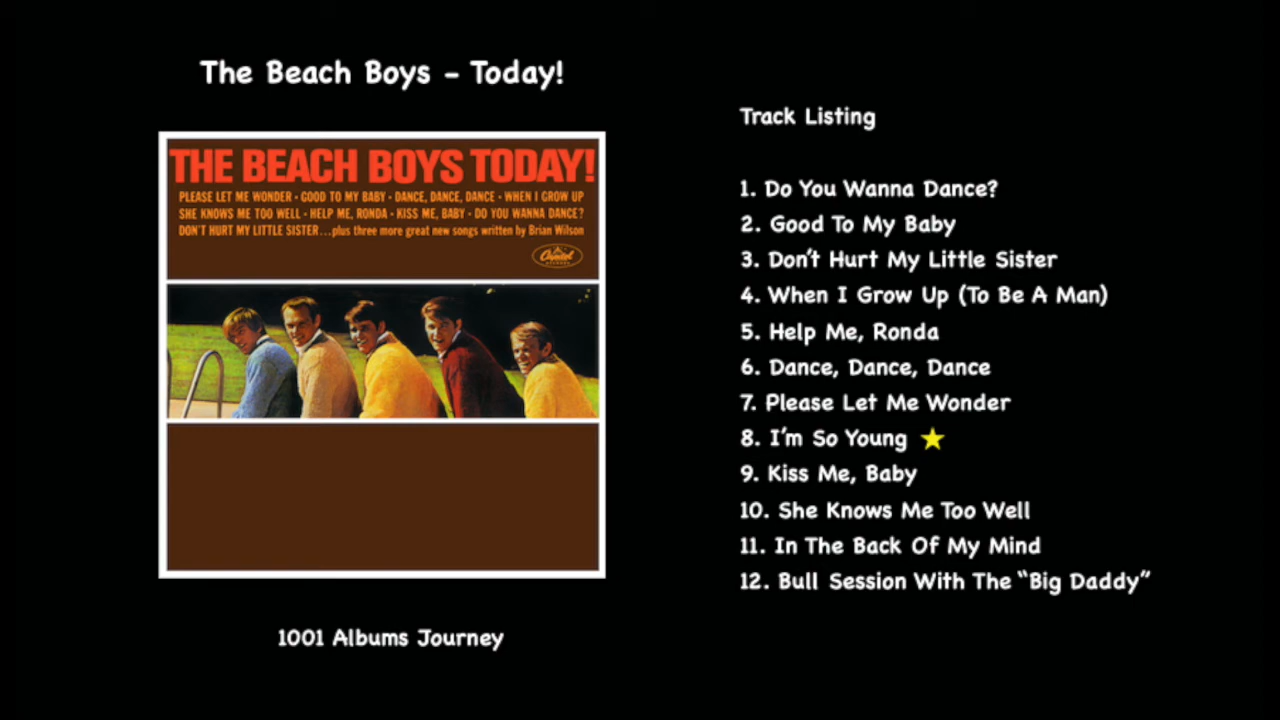 The Beach Boys - Today!
THE BEACH BOYS TODAY!
PLEASE LET ME WONDER • GOOD TO MY BABY • DANCE, DANCE, DANCE • WHEN I GROW UP
SHE KNOWS ME TOO WELL • HELP ME, RONDA • KISS ME, BABY • DO YOU WANNA DANCE?
DON'T HURT MY LITTLE SISTER...plus three more great new songs written by Brian Wilson
Capitol
RECORDS
1001 Albums Journey
Track Listing
1. Do You Wanna Dance?
2. Good To My Baby
3. Don't Hurt My Little Sister
4. When I Grow Up (To Be A Man)
5. Help Me, Ronda
6. Dance, Dance, Dance
7. Please Let Me Wonder
8. I'm So Young
9. Kiss Me, Baby
10. She Knows Me Too Well
11. In The Back Of My Mind
12. Bull Session With The "Big Daddy"